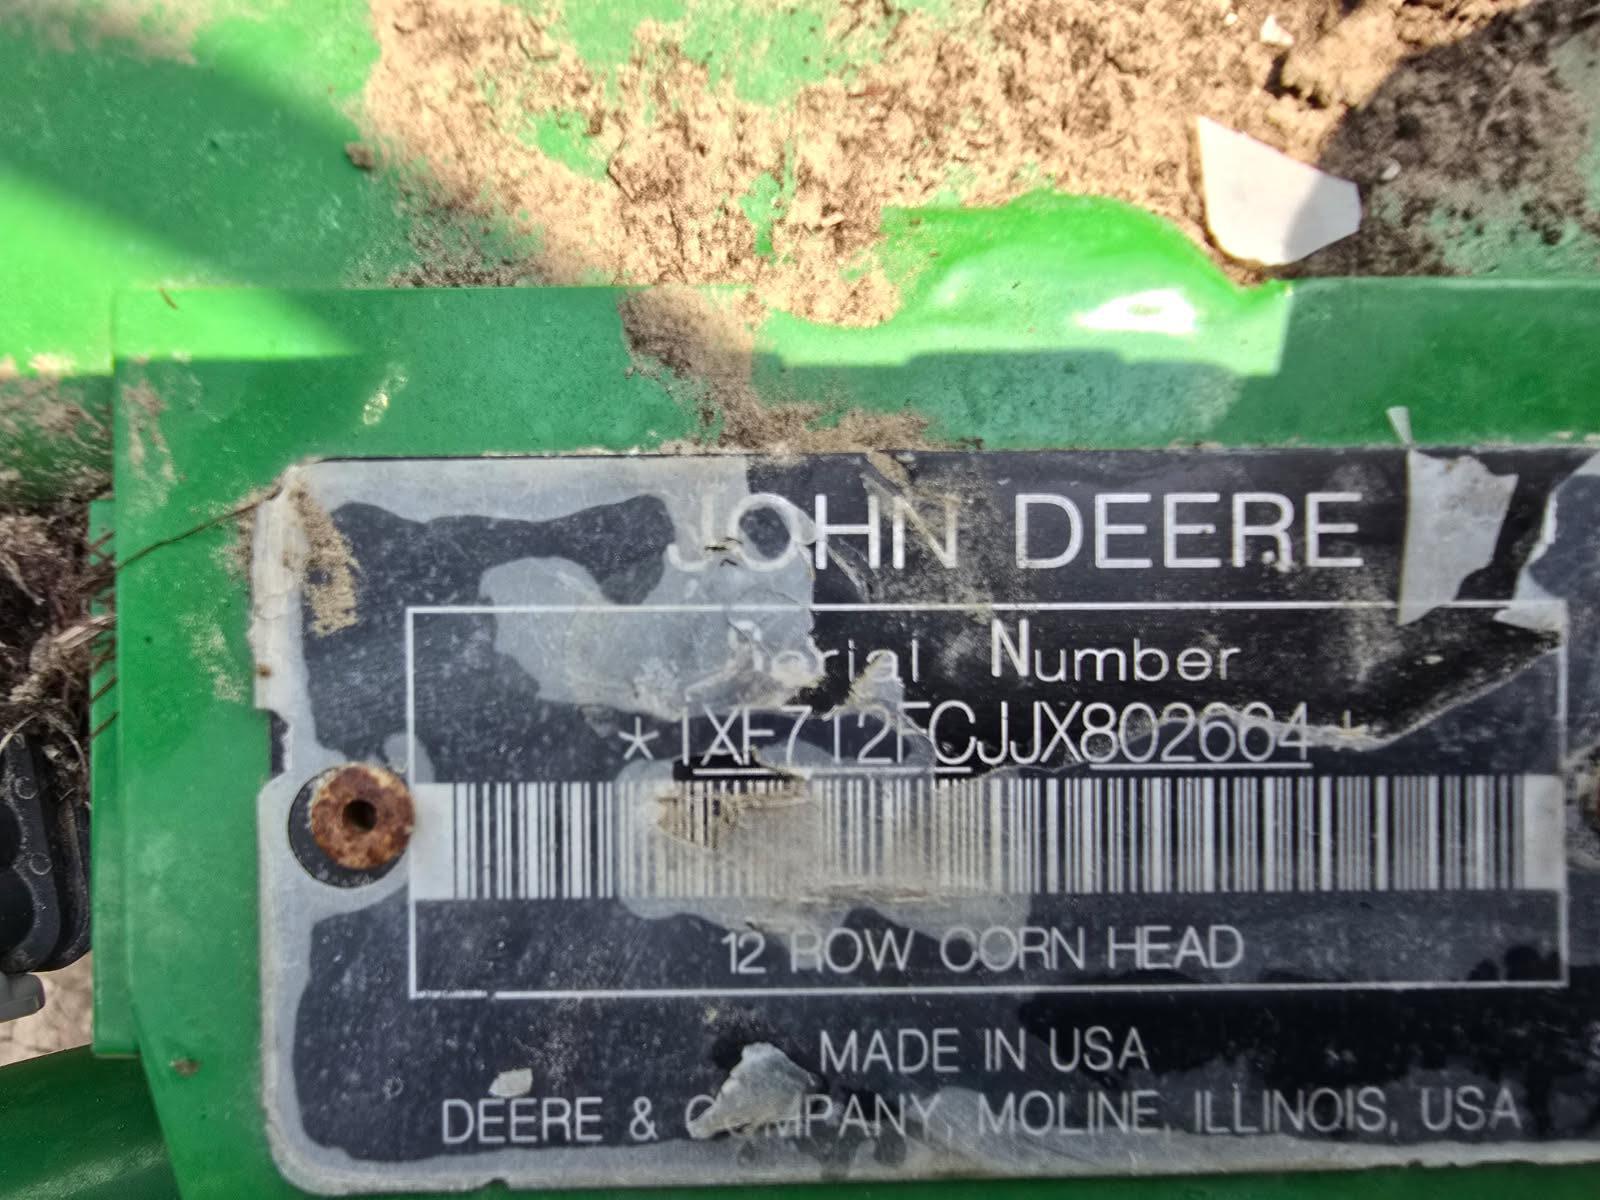 JOHN DEERE
Serial Number
*1XF712FCJJX802664*
12 ROW CORN HEAD
MADE IN USA
DEERE & COMPANY, MOLINE, ILLINOIS, USA